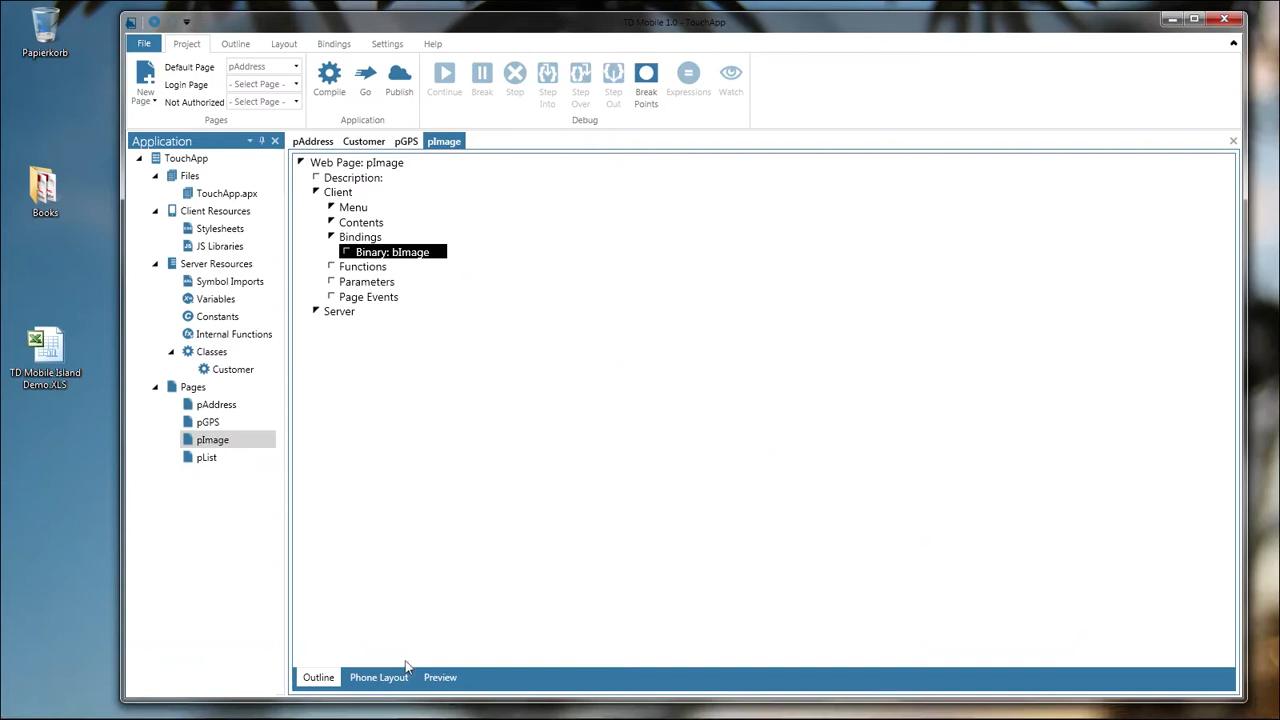 Papierkorb
Books
TD Mobile Island
Demo.XLS
TD Mobile 1.0 - TouchApp
File
Project
Outline
Layout
Bindings
Settings
Help
New
Page
Default Page
pAddress
Login Page
- Select Page -
Not Authorized
- Select Page -
Pages
Compile
Go
Publish
Application
Continue
Break
Stop
Step
Into
Step
Over
Step
Out
Break
Points
Expressions
Watch
Debug
Application
TouchApp
Files
TouchApp.apx
Client Resources
Stylesheets
JS Libraries
Server Resources
Symbol Imports
Variables
Constants
Internal Functions
Classes
Customer
Pages
pAddress
pGPS
pImage
pList
pAddress
Customer
pGPS
pImage
Web Page: pImage
Description:
Client
Menu
Contents
Bindings
Binary: bImage
Functions
Parameters
Page Events
Server
Outline
Phone Layout
Preview